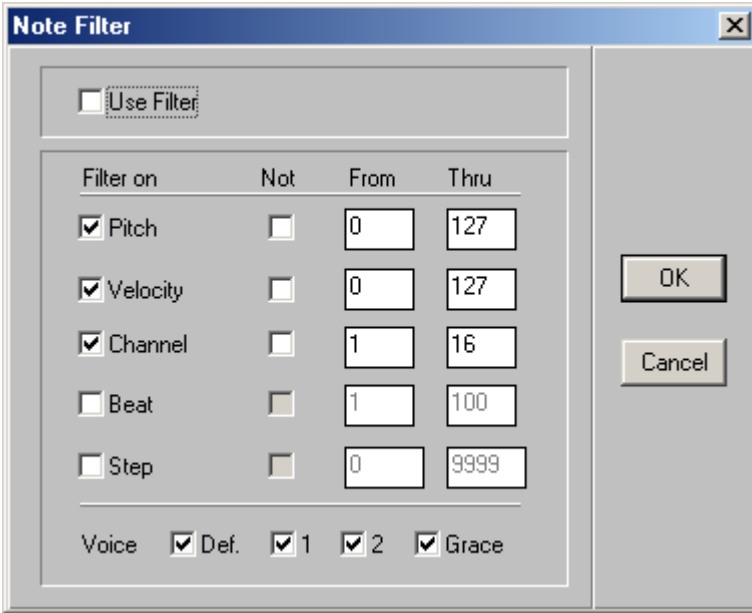 Note Filter
Use Filter
Filter on Not From Thru
Pitch 0 127
Velocity 0 127
Channel 1 16
Beat 1 100
Step 0 9999
Voice Def. 1 2 Grace
OK
Cancel